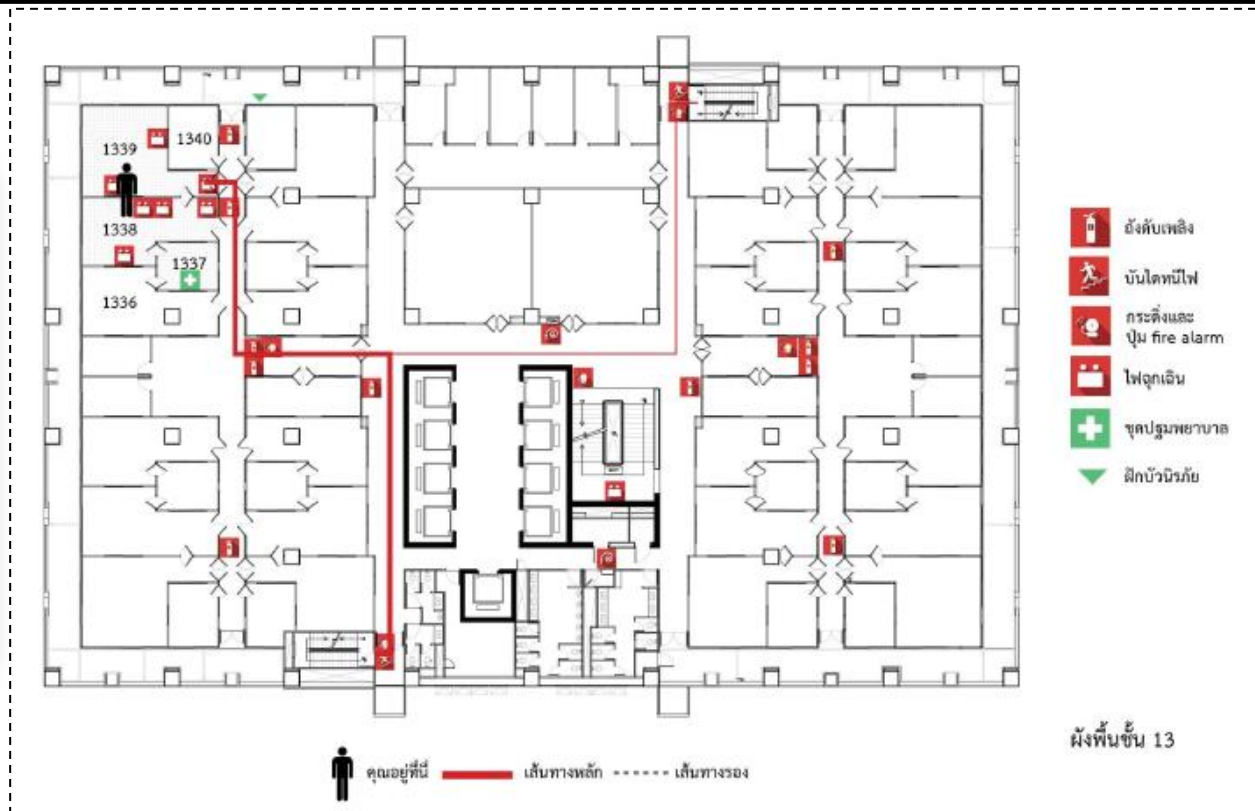 1340
1339
1338
1337
1336
ถังดับเพลิง
บันไดหนีไฟ
กระดิ่งและ
ปุ่ม fire alarm
ไฟฉุกเฉิน
ชุดปฐมพยาบาล
ฝักบัวนิรภัย
ผังพื้นชั้น 13
คุณอยู่ที่นี่ เส้นทางหลัก เส้นทางรอง